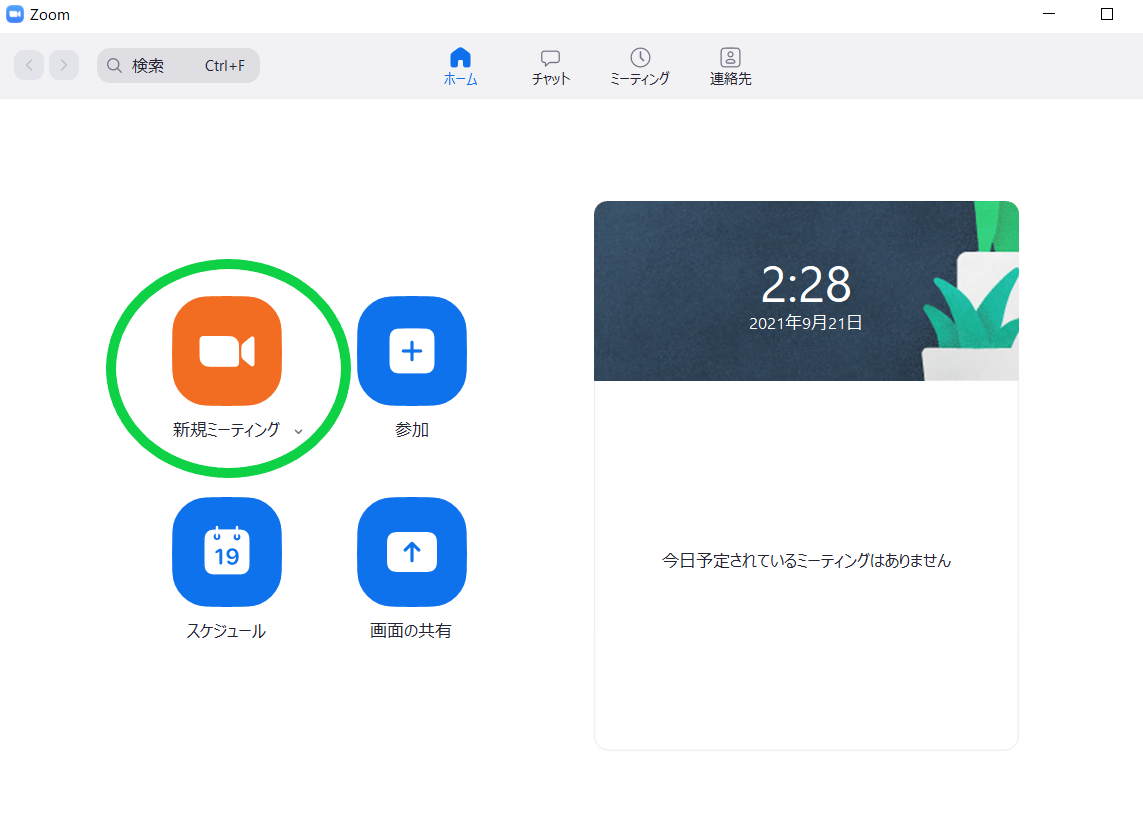 Zoom
検索 Ctrl+F
ホーム
チャット
ミーティング
連絡先
2:28
2021年9月21日
新規ミーティング
参加
19
スケジュール
画面の共有
今日予定されているミーティングはありません